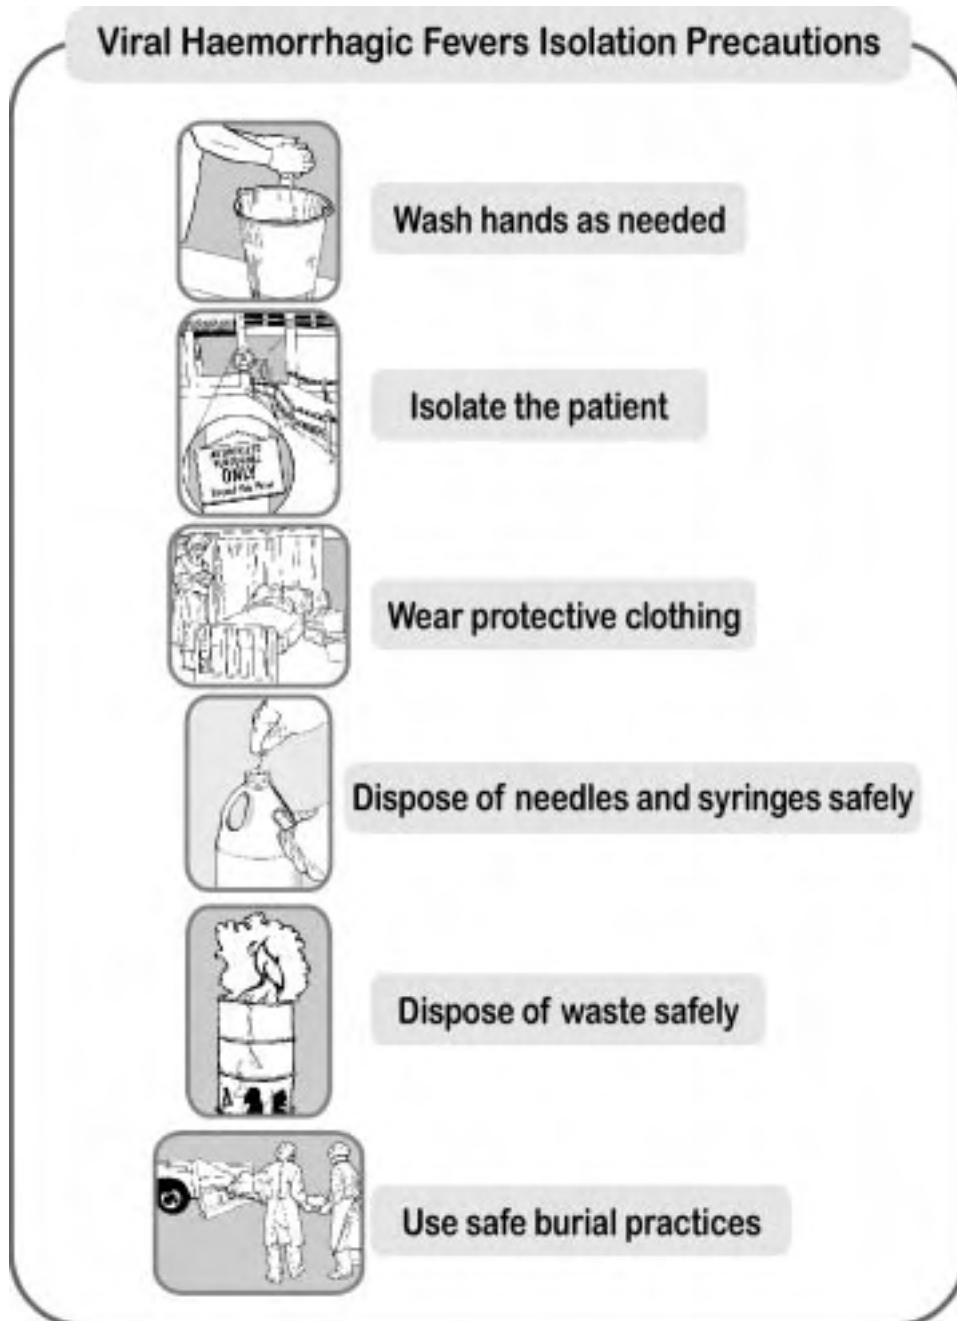 Viral Haemorrhagic Fevers Isolation Precautions
Wash hands as needed
Isolate the patient
ONLY
Wear protective clothing
Dispose of needles and syringes safely
Dispose of waste safely
Use safe burial practices